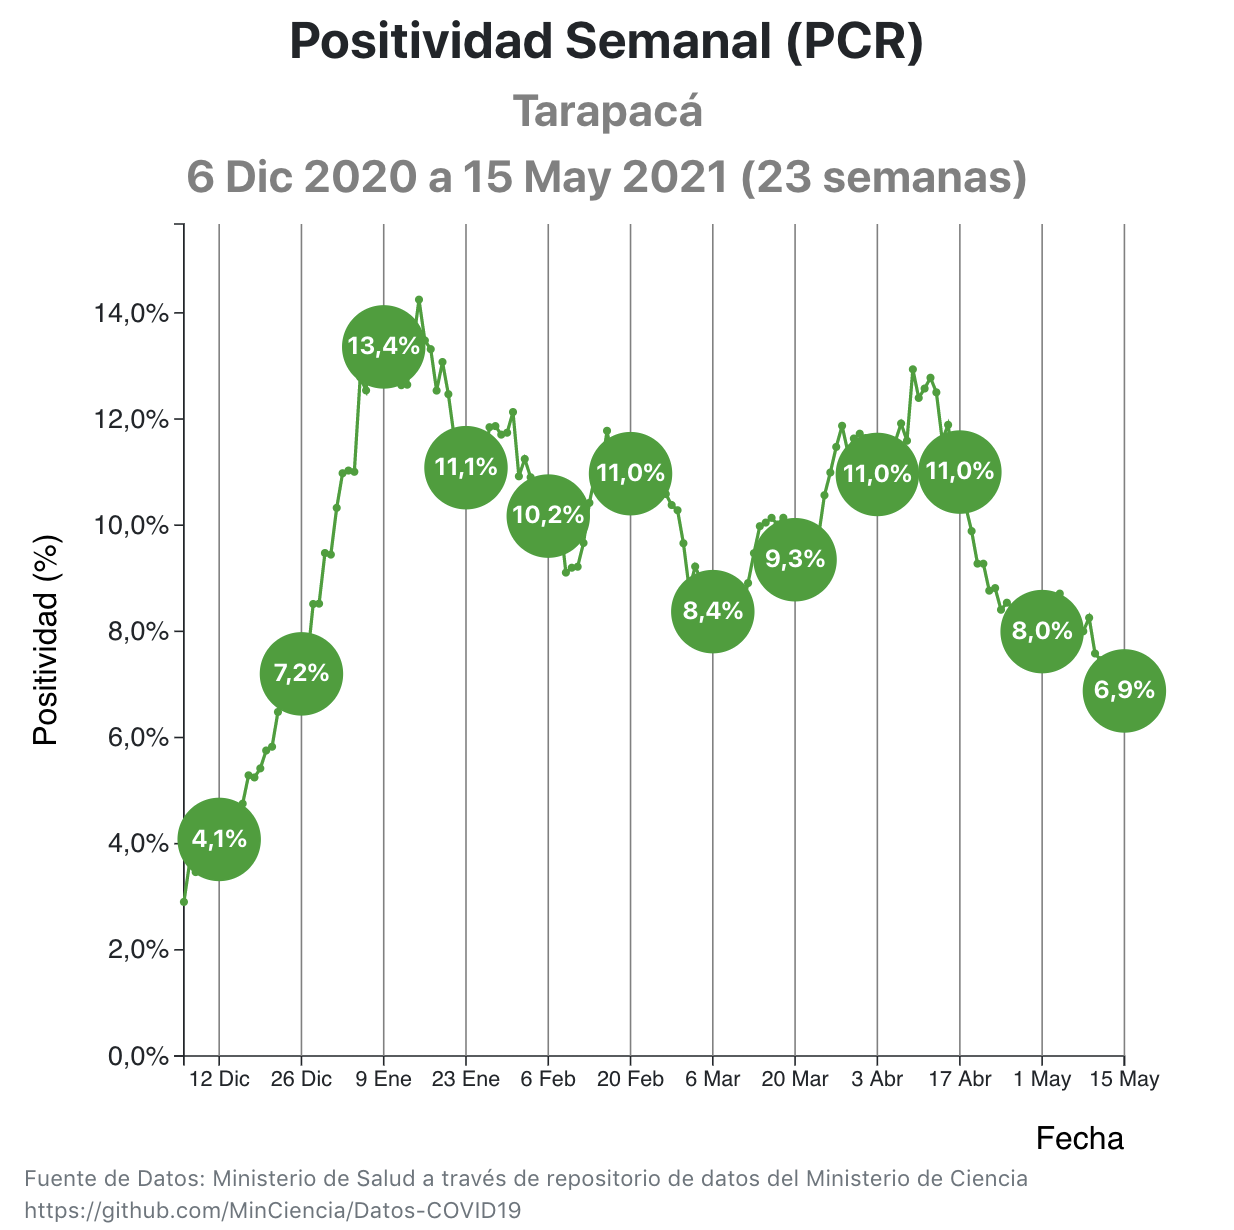 Positividad Semanal (PCR)
Tarapacá
6 Dic 2020 a 15 May 2021 (23 semanas)
14,0%
12,0%
10,0%
8,0%
6,0%
4,0%
2,0%
0,0%
Positividad (%)
13,4%
11,1%
10,2%
11,0%
8,4%
9,3%
11,0%
11,0%
8,0%
6,9%
7,2%
4,1%
12 Dic
26 Dic
9 Ene
23 Ene
6 Feb
20 Feb
6 Mar
20 Mar
3 Abr
17 Abr
1 May
15 May
Fecha
Fuente de Datos: Ministerio de Salud a través de repositorio de datos del Ministerio de Ciencia
https://github.com/MinCiencia/Datos-COVID19